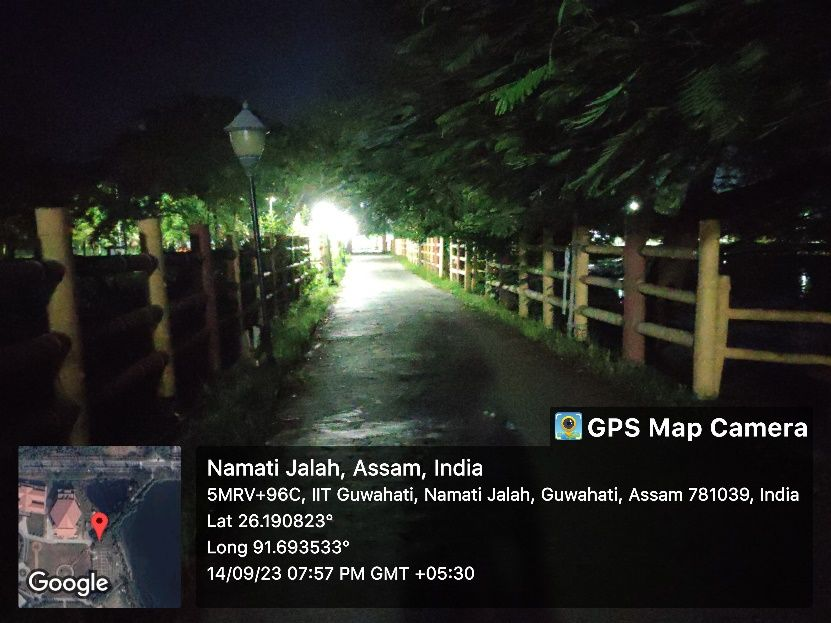 GPS Map Camera
Namati Jalah, Assam, India
5MRV+96C, IIT Guwahati, Namati Jalah, Guwahati, Assam 781039, India
Lat 26.190823°
Long 91.693533°
14/09/23 07:57 PM GMT +05:30
Google